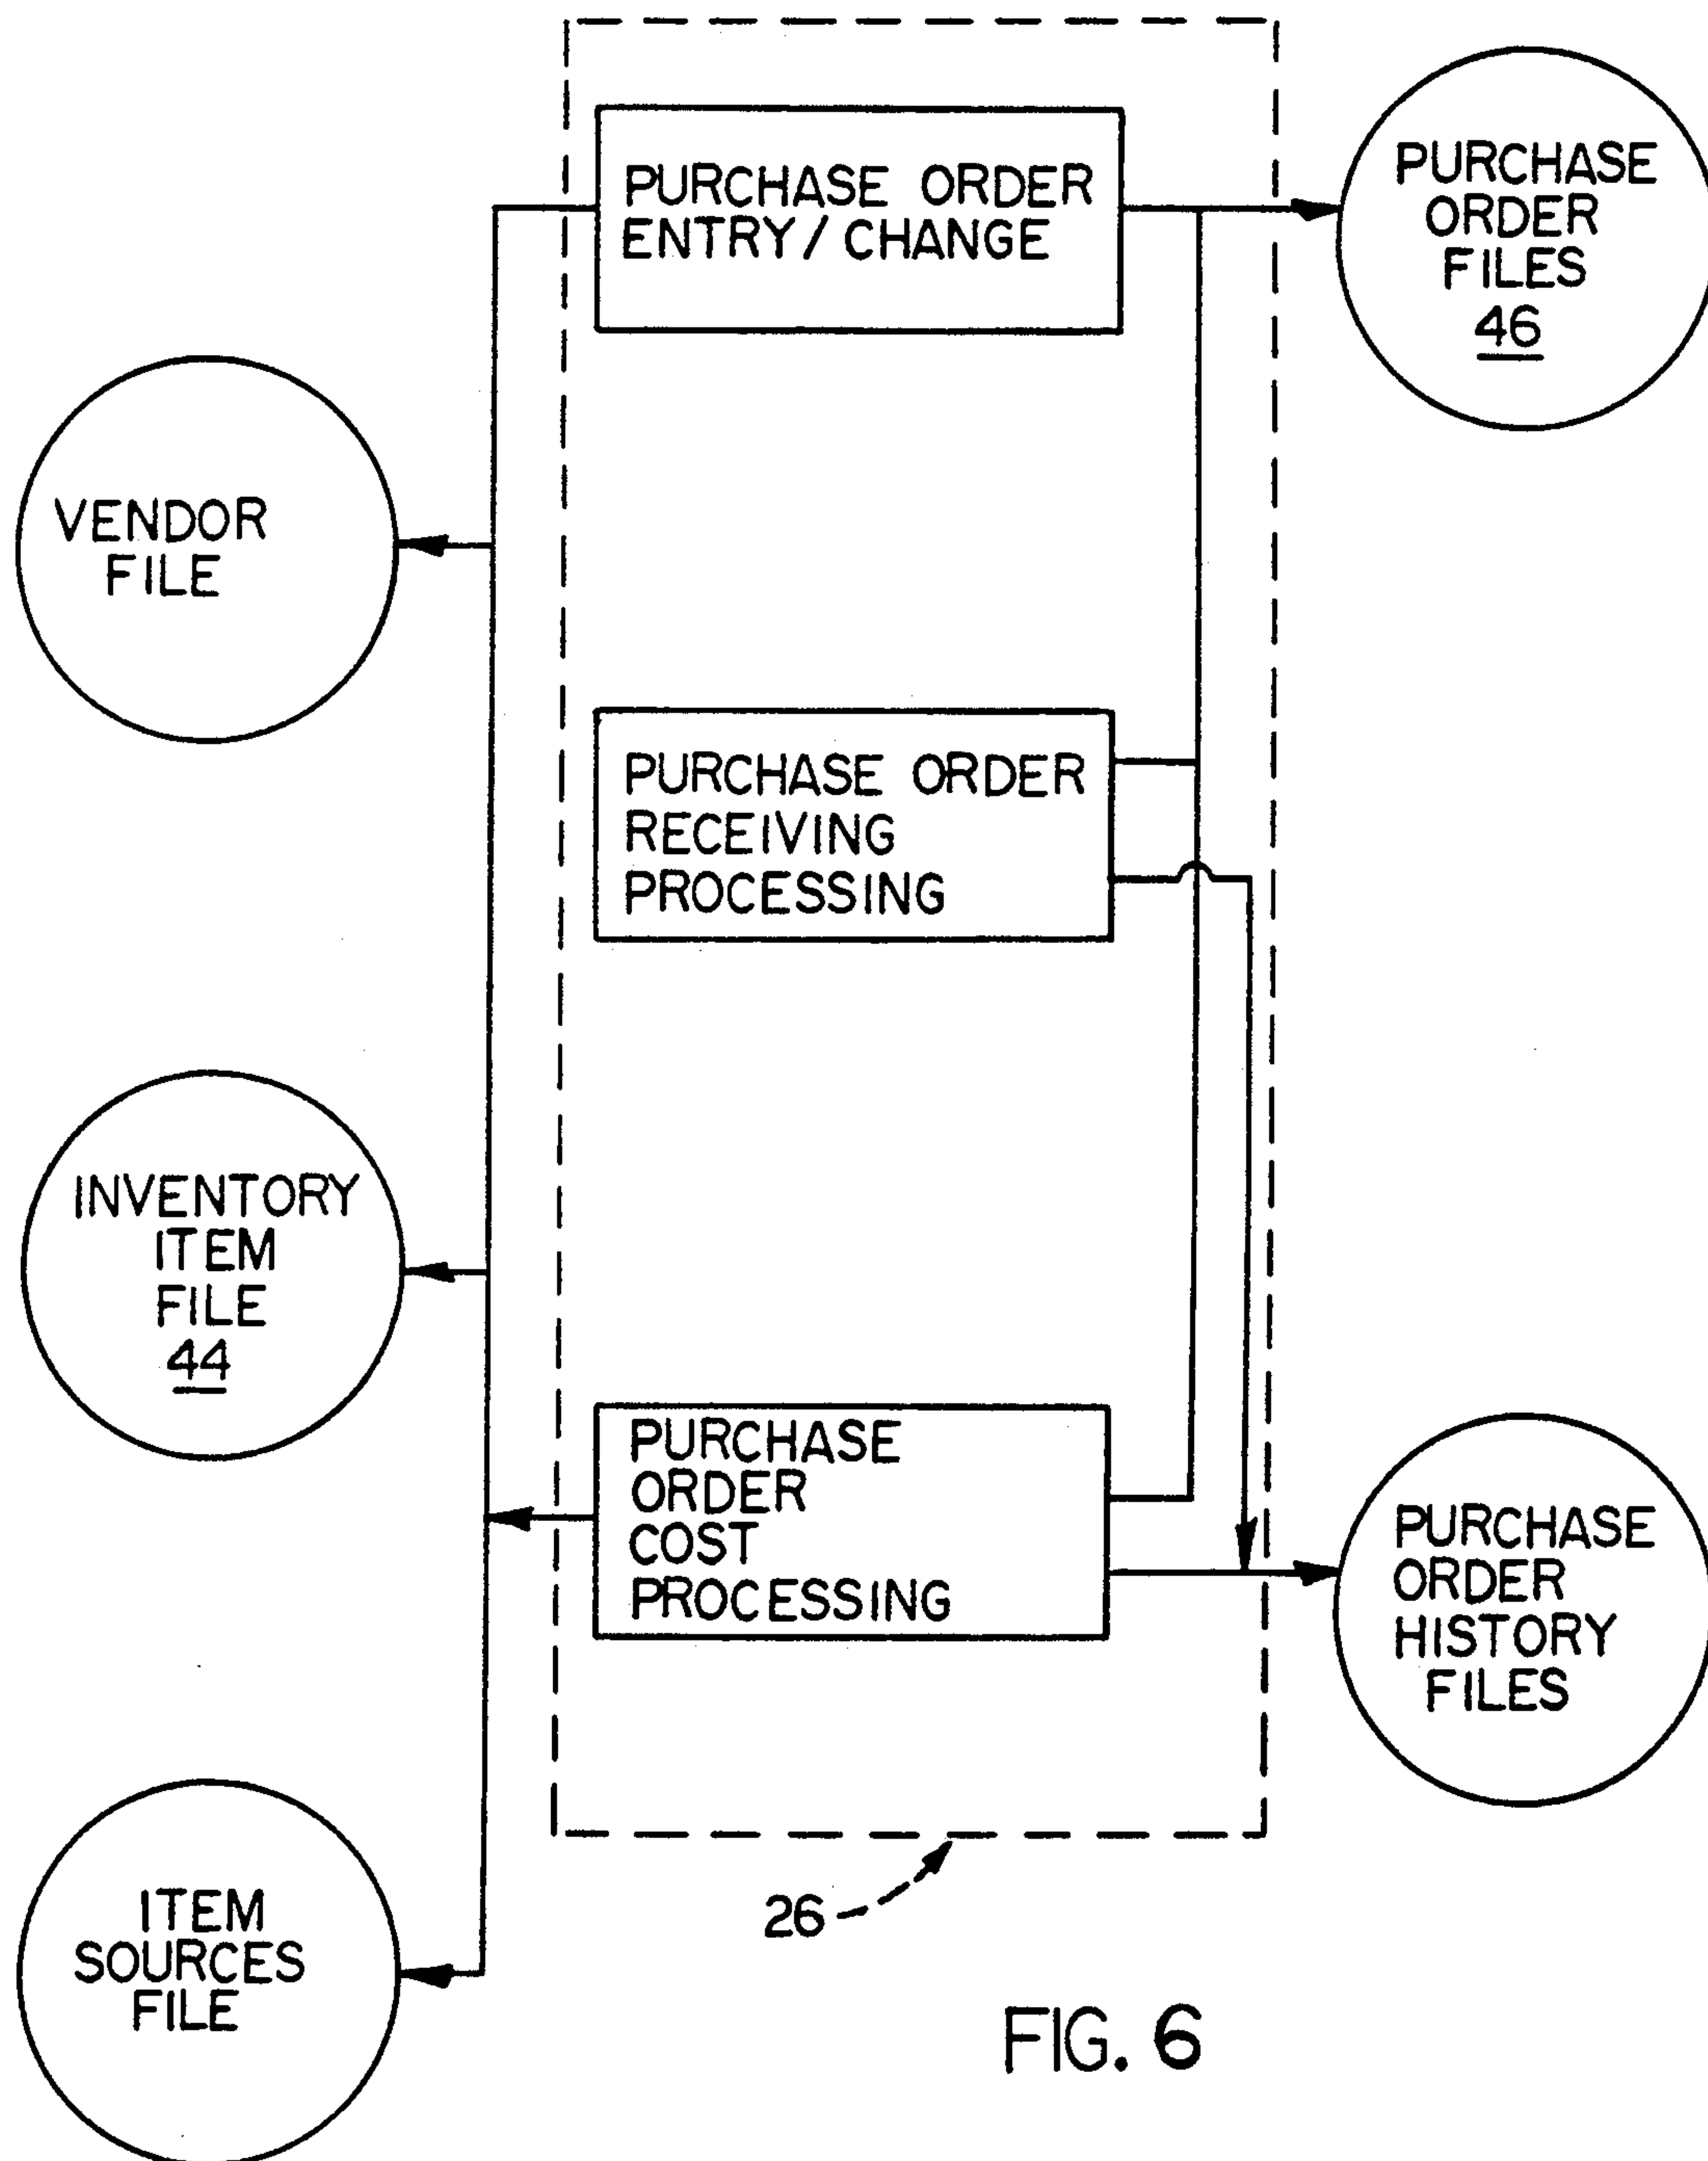 PURCHASE ORDER
ENTRY/CHANGE
PURCHASE
ORDER
FILES
46
VENDOR
FILE
PURCHASE ORDER
RECEIVING
PROCESSING
INVENTORY
ITEM
FILE
44
PURCHASE
ORDER
COST
PROCESSING
PURCHASE
ORDER
HISTORY
FILES
ITEM
SOURCES
FILE
26
FIG. 6